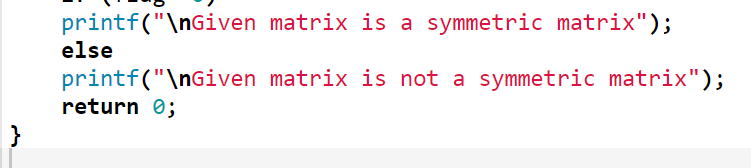 printf("\nGiven matrix is a symmetric matrix");
else
printf("\nGiven matrix is not a symmetric matrix");
return 0;
}